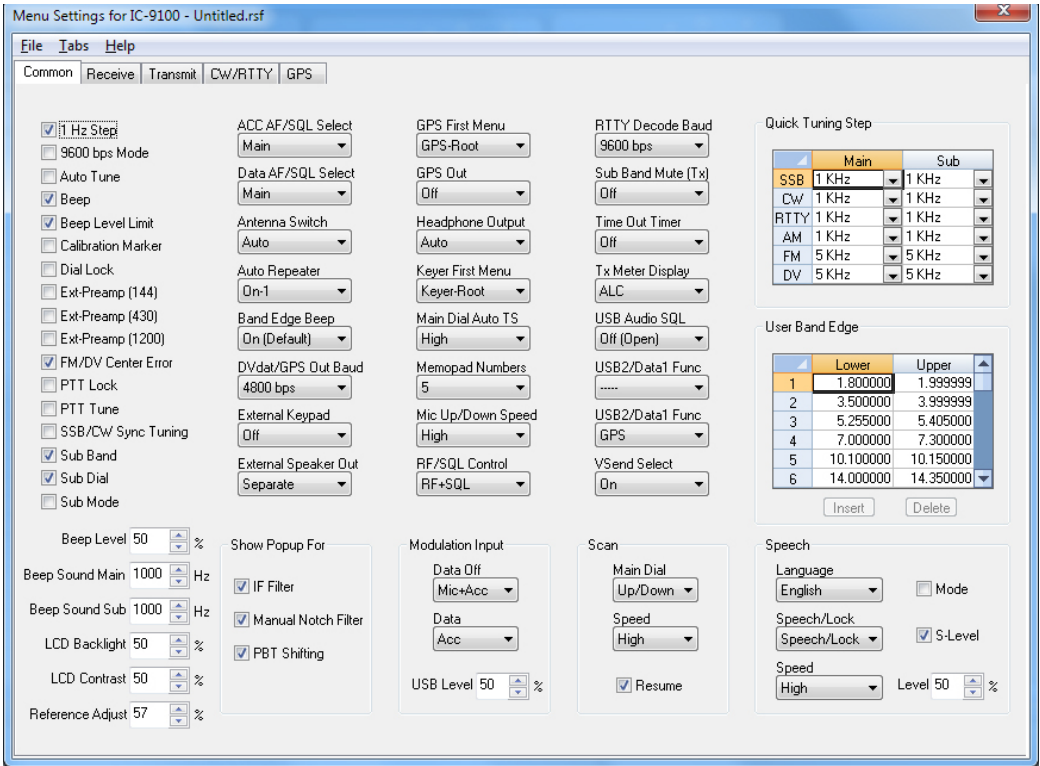 Menu Settings for IC-9100 - Untitled.rsf
File Tabs Help
Common Receive Transmit CW/RTTY GPS
1 Hz Step
9600 bps Mode
Auto Tune
Beep
Beep Level Limit
Calibration Marker
Dial Lock
Ext-Preamp (144)
Ext-Preamp (430)
Ext-Preamp (1200)
FM/DV Center Error
PTT Lock
PTT Tune
SSB/CW Sync Tuning
Sub Band
Sub Dial
Sub Mode
ACC AF/SQL Select
Main
Data AF/SQL Select
Main
Antenna Switch
Auto
Auto Repeater
On-1
Band Edge Beep
On (Default)
DVdat/GPS Out Baud
4800 bps
External Keypad
Off
External Speaker Out
Separate
GPS First Menu
GPS-Root
GPS Out
Off
Headphone Output
Auto
Keyer First Menu
Keyer-Root
Main Dial Auto TS
High
Memopad Numbers
5
Mic Up/Down Speed
High
RF/SQL Control
RF+SQL
RTTY Decode Baud
9600 bps
Sub Band Mute (Tx)
Off
Time Out Timer
Off
Tx Meter Display
ALC
USB Audio SQL
Off (Open)
USB2/Data1 Func
-----
USB2/Data1 Func
GPS
VSend Select
On
Quick Tuning Step
Main Sub
SSB 1 KHz 1 KHz
CW 1 KHz 1 KHz
RTTY 1 KHz 1 KHz
AM 1 KHz 1 KHz
FM 5 KHz 5 KHz
DV 5 KHz 5 KHz
User Band Edge
Lower Upper
1 1.800000 1.999999
2 3.500000 3.999999
3 5.255000 5.405000
4 7.000000 7.300000
5 10.100000 10.150000
6 14.000000 14.350000
Insert Delete
Beep Level 50 %
Beep Sound Main 1000 Hz
Beep Sound Sub 1000 Hz
LCD Backlight 50 %
LCD Contrast 50 %
Reference Adjust 57 %
Show Popup For
IF Filter
Manual Notch Filter
PBT Shifting
Modulation Input
Data Off
Mic+Acc
Data
Acc
USB Level 50 %
Scan
Main Dial
Up/Down
Speed
High
Resume
Speech
Language
English
Mode
Speech/Lock
Speech/Lock
S-Level
Speed
High
Level 50 %